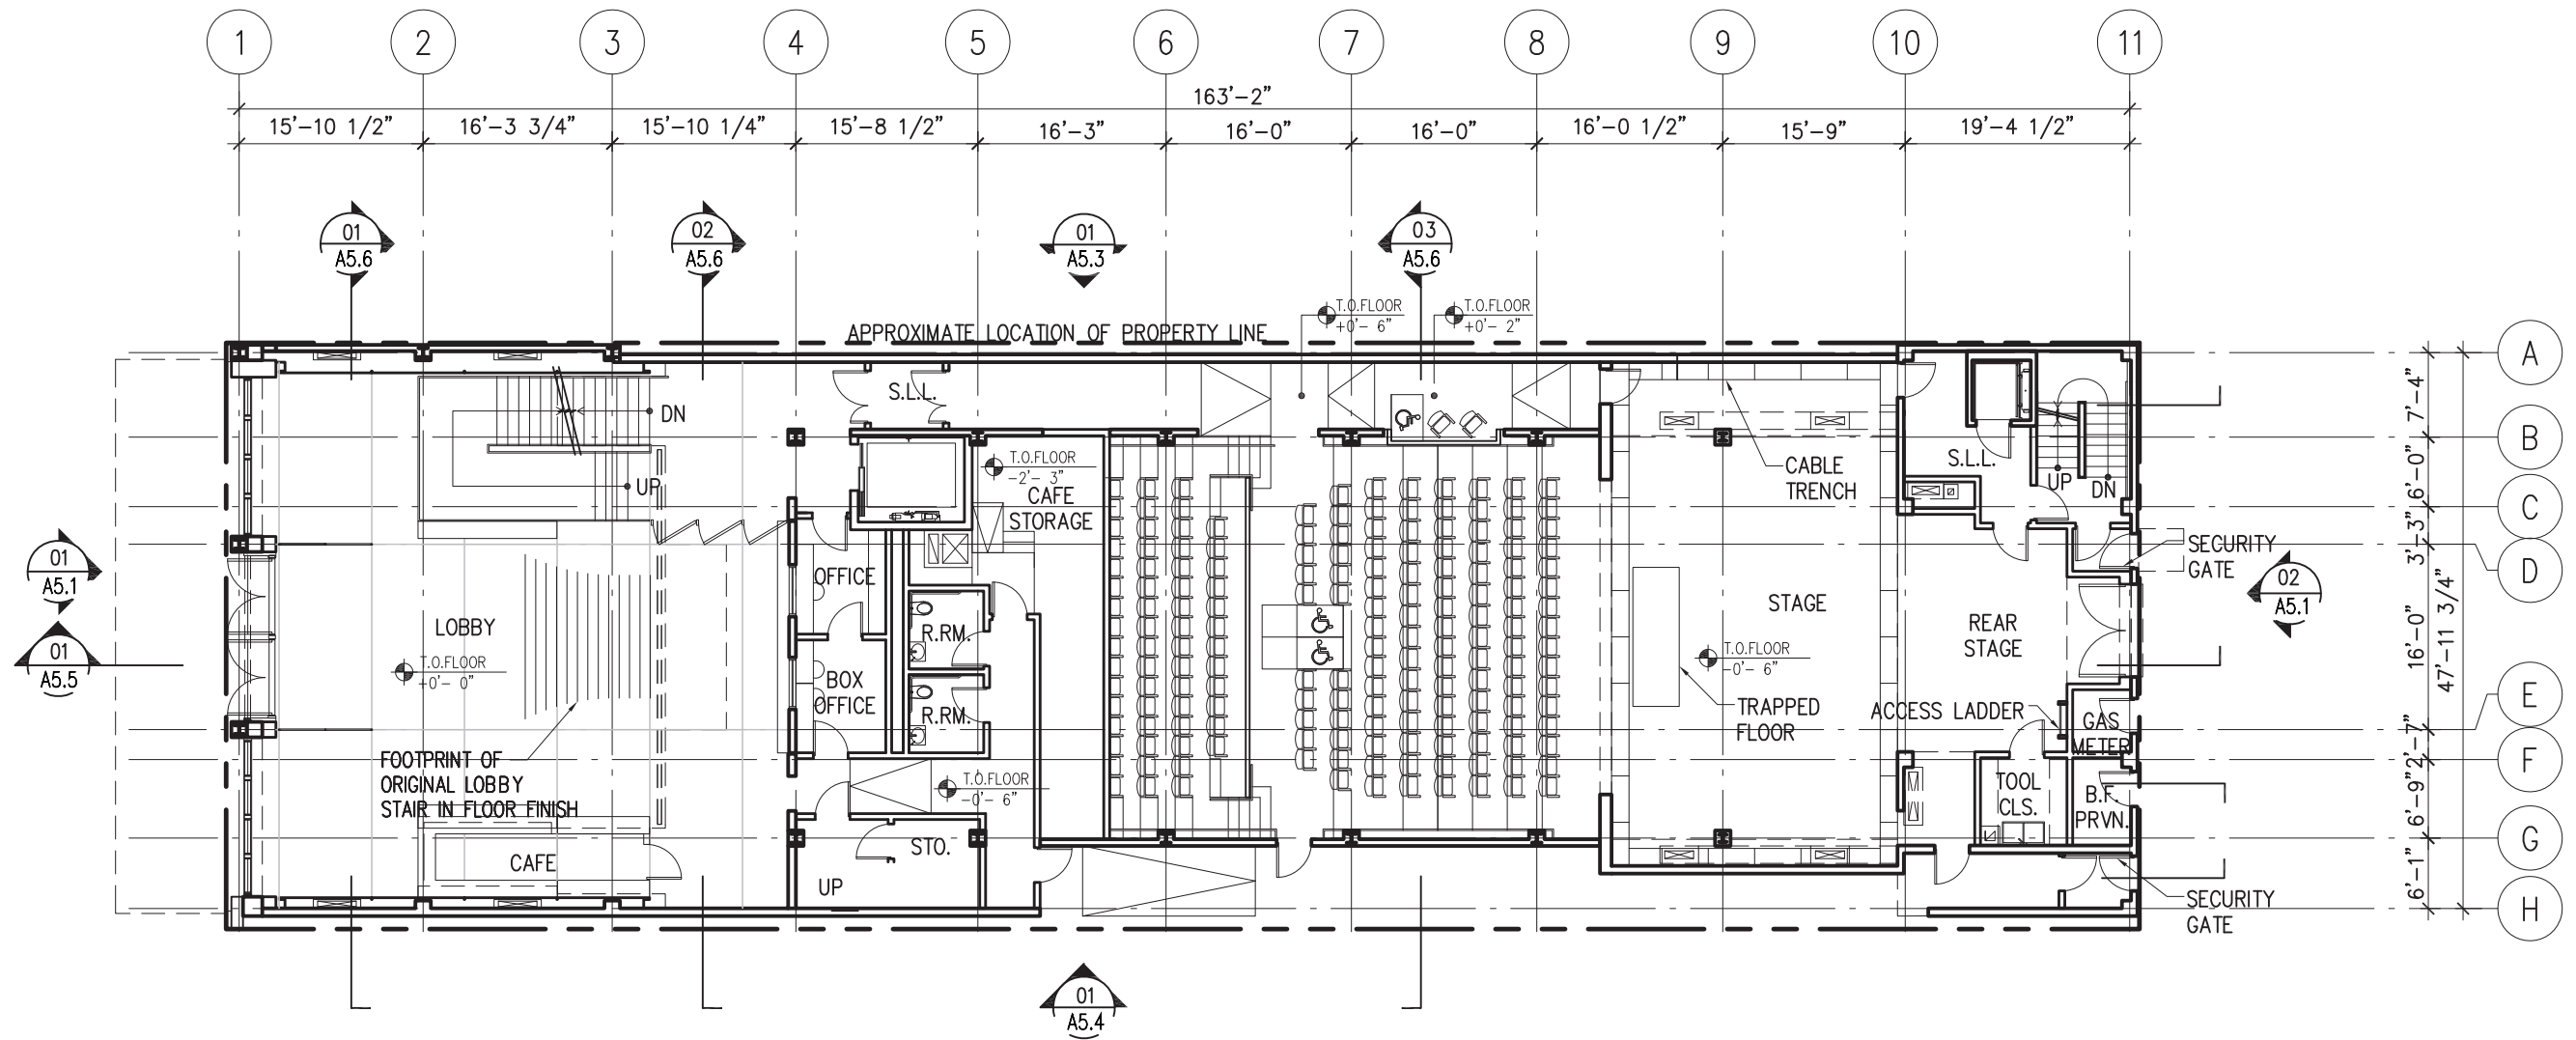 1 2 3 4 5 6 7 8 9 10 11
163'-2"
15'-10 1/2" 16'-3 3/4" 15'-10 1/4" 15'-8 1/2" 16'-3" 16'-0" 16'-0" 16'-0 1/2" 15'-9" 19'-4 1/2"
01
A5.6
02
A5.6
01
A5.3
03
A5.6
T.O.FLOOR
+0'- 6"
T.O.FLOOR
+0'- 2"
APPROXIMATE LOCATION OF PROPERTY LINE
A
7'-4"
B
6'-0"
C
3'-3"
D
16'-0"
47'-11 3/4"
E
2'-7"
F
6'-9"
G
6'-1"
H
S.L.L.
DN
UP
T.O.FLOOR
-2'- 3"
CAFE
STORAGE
CABLE
TRENCH
S.L.L.
UP
DN
01
A5.1
01
A5.5
SECURITY
GATE
02
A5.1
OFFICE
LOBBY
T.O.FLOOR
+0'- 0"
R.RM.
BOX
OFFICE
R.RM.
STAGE
T.O.FLOOR
-0'- 6"
REAR
STAGE
TRAPPED
FLOOR
ACCESS LADDER
GAS
METER
FOOTPRINT OF
ORIGINAL LOBBY
STAIR IN FLOOR FINISH
T.O.FLOOR
-0'- 6"
TOOL
CLS.
B.F.
PRVN.
STO.
CAFE
UP
SECURITY
GATE
01
A5.4